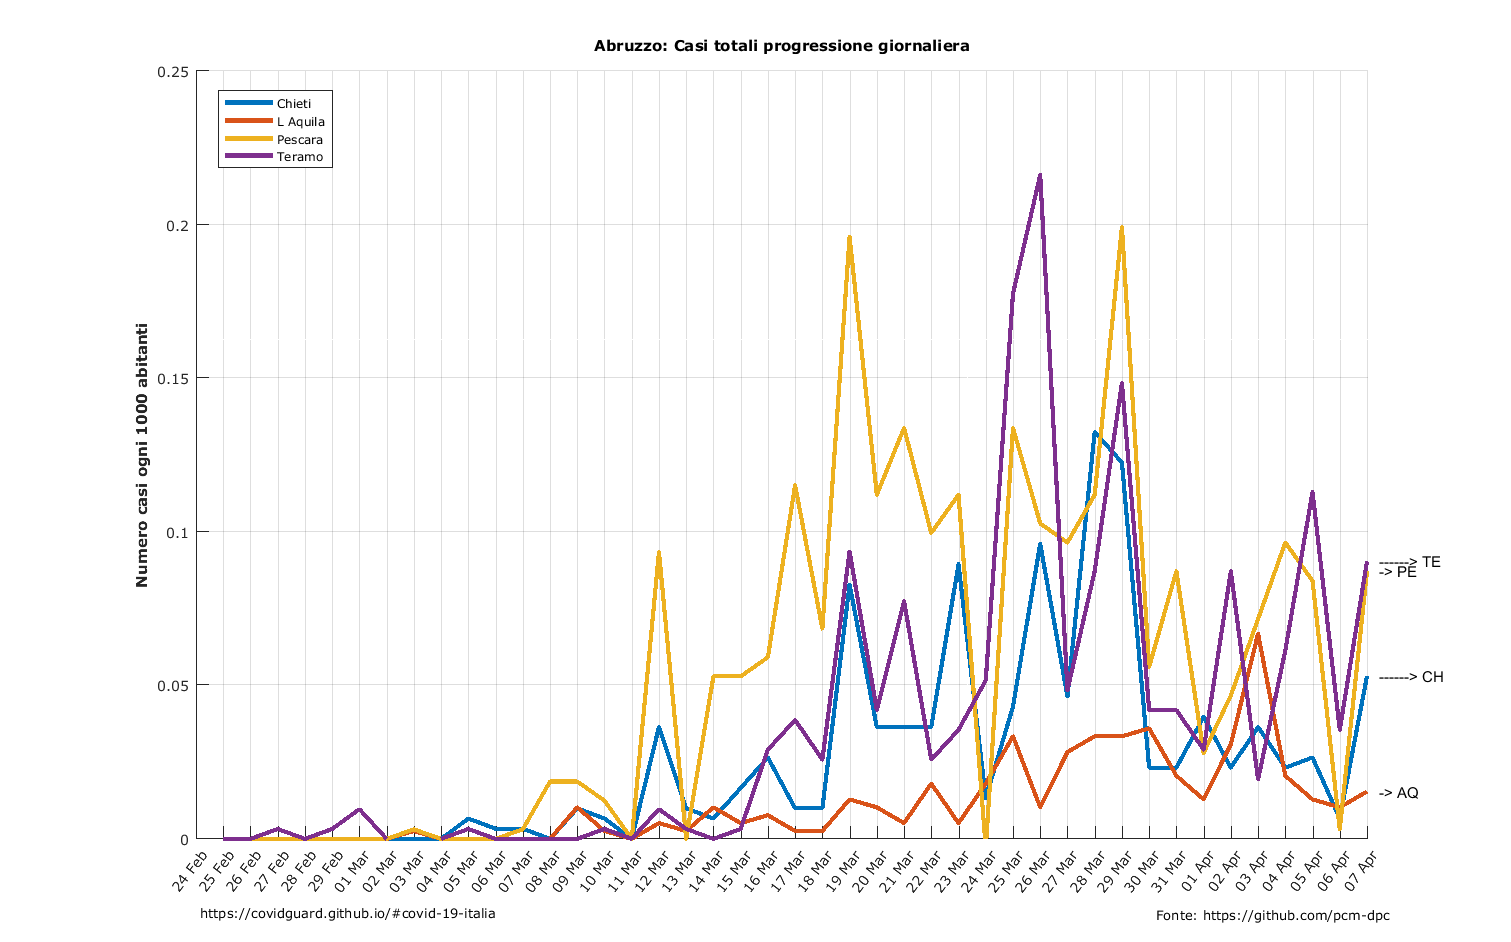 Abruzzo: Casi totali progressione giornaliera
Numero casi ogni 1000 abitanti
0.25
0.2
0.15
0.1
0.05
0
Chieti
L Aquila
Pescara
Teramo
------> TE
-> PE
------> CH
-> AQ
24 Feb
25 Feb
26 Feb
27 Feb
28 Feb
29 Feb
01 Mar
02 Mar
03 Mar
04 Mar
05 Mar
06 Mar
07 Mar
08 Mar
09 Mar
10 Mar
11 Mar
12 Mar
13 Mar
14 Mar
15 Mar
16 Mar
17 Mar
18 Mar
19 Mar
20 Mar
21 Mar
22 Mar
23 Mar
24 Mar
25 Mar
26 Mar
27 Mar
28 Mar
29 Mar
30 Mar
31 Mar
01 Apr
02 Apr
03 Apr
04 Apr
05 Apr
06 Apr
07 Apr
https://covidguard.github.io/#covid-19-italia
Fonte: https://github.com/pcm-dpc